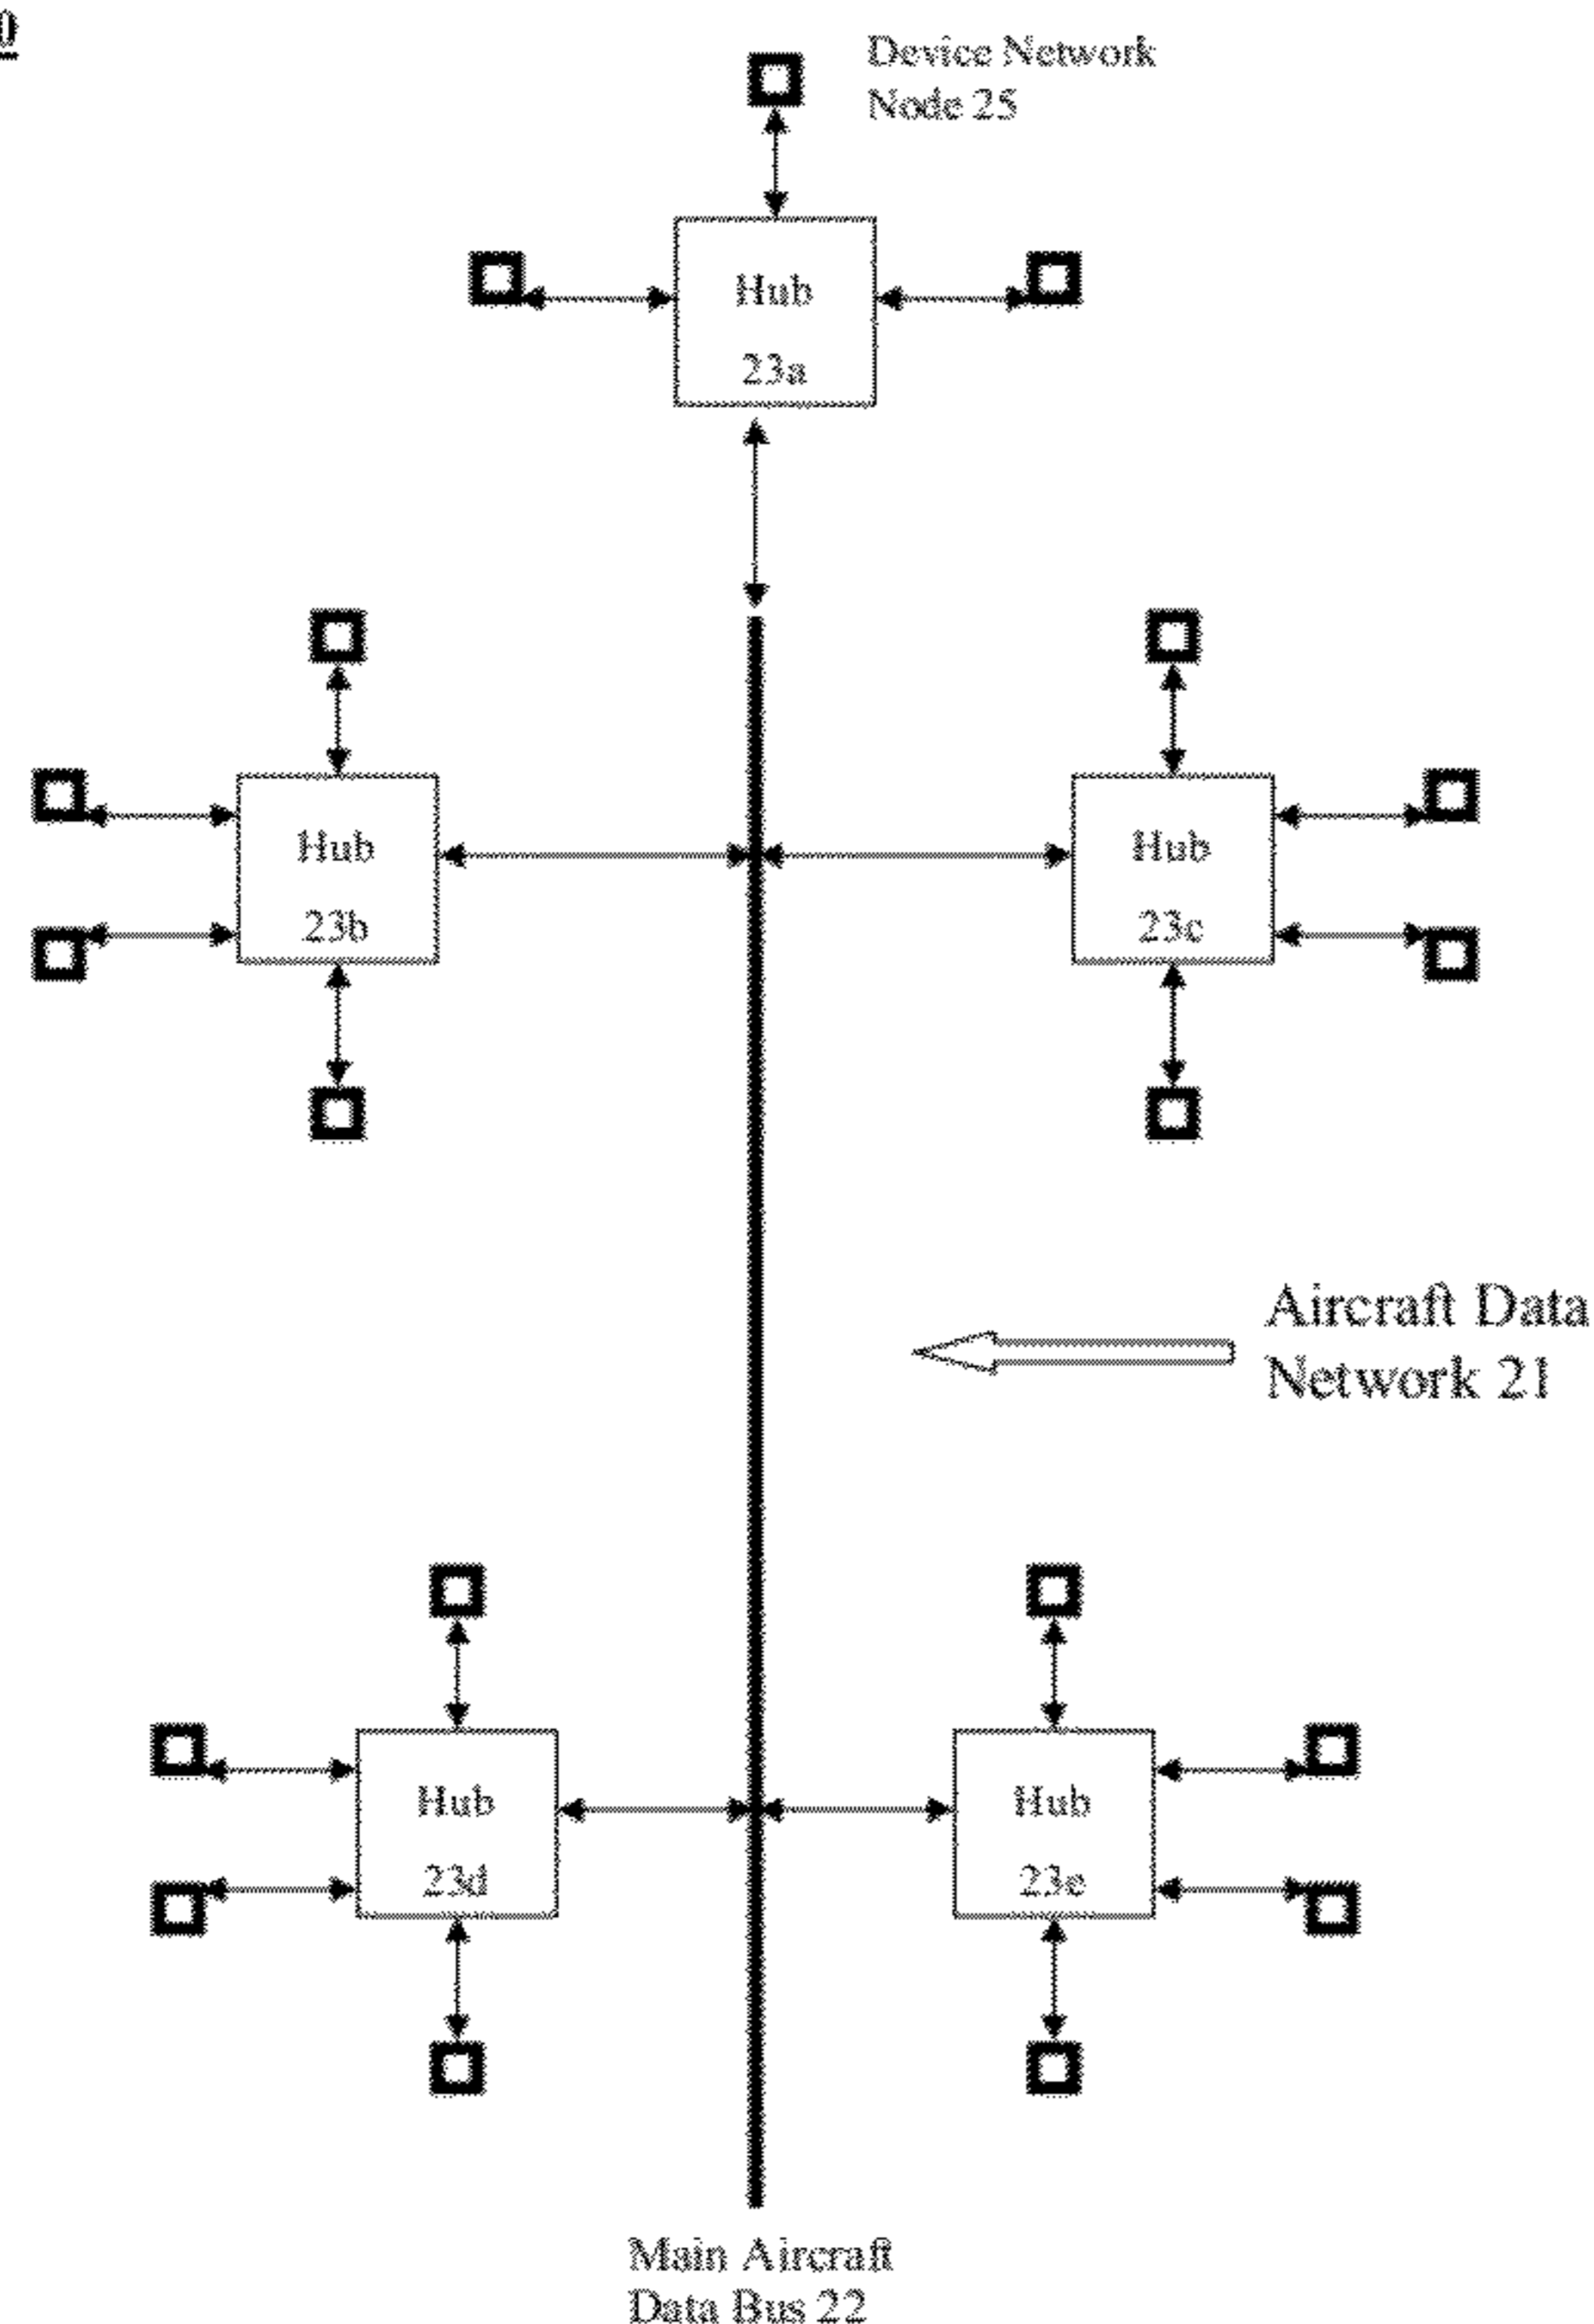 0
Device Network
Node 25
Hub
23a
Hub
23b
Hub
23c
Aircraft Data
Network 21
Hub
23d
Hub
23e
Main Aircraft
Data Bus 22